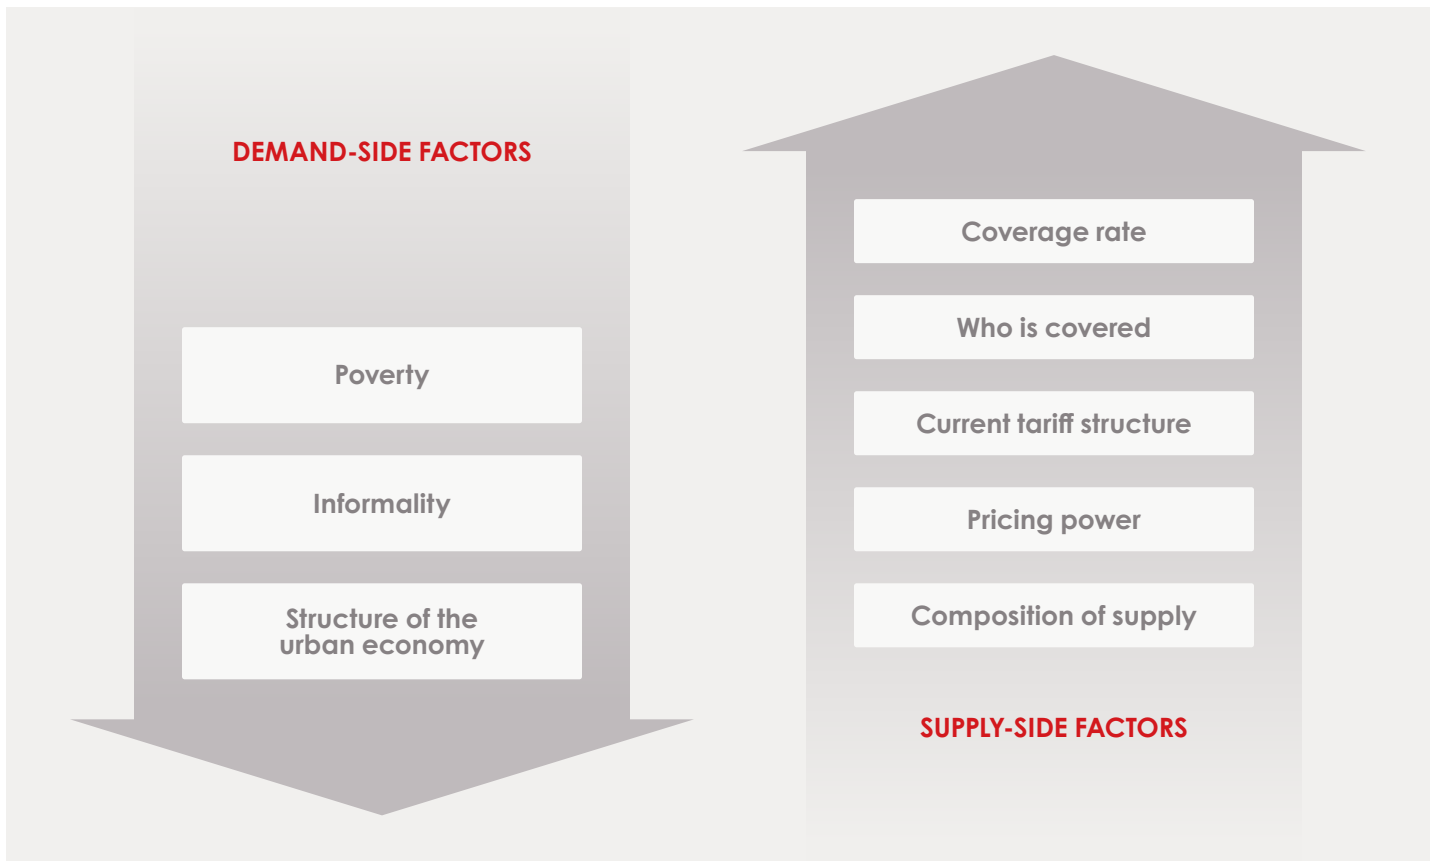 DEMAND-SIDE FACTORS
Poverty
Informality
Structure of the
urban economy
Coverage rate
Who is covered
Current tariff structure
Pricing power
Composition of supply
SUPPLY-SIDE FACTORS